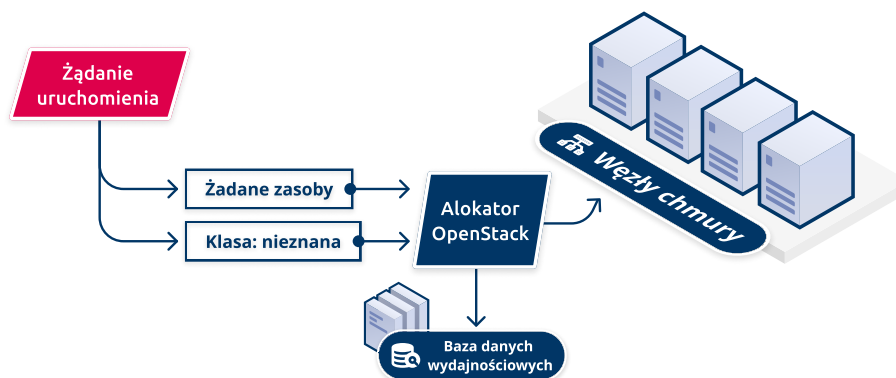 Żądanie
uruchomienia
Żadane zasoby
Klasa: nieznana
Alokator
OpenStack
Węzły chmury
Baza danych
wydajnościowych